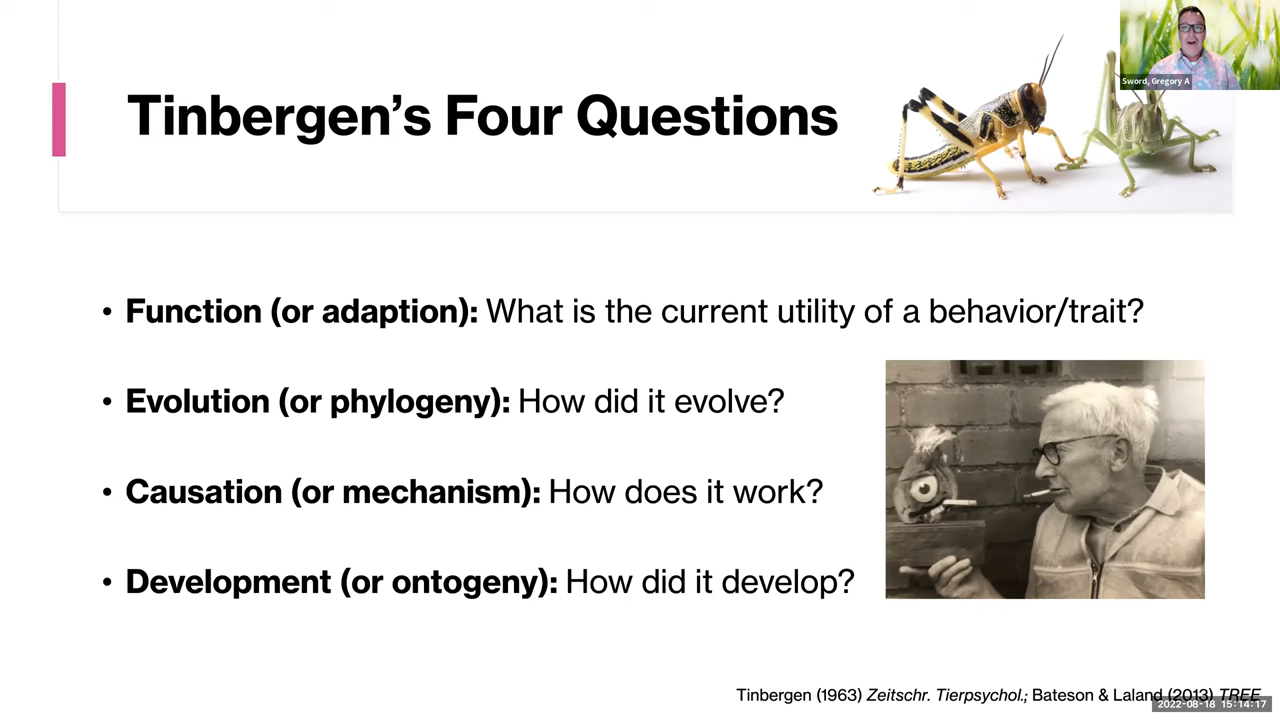 Sword, Gregory A
Tinbergen’s Four Questions
• Function (or adaption): What is the current utility of a behavior/trait?
• Evolution (or phylogeny): How did it evolve?
• Causation (or mechanism): How does it work?
• Development (or ontogeny): How did it develop?
Tinbergen (1963) Zeitschr. Tierpsychol.; Bateson & Laland (2013) TREE
2022-08-18 15:14:17